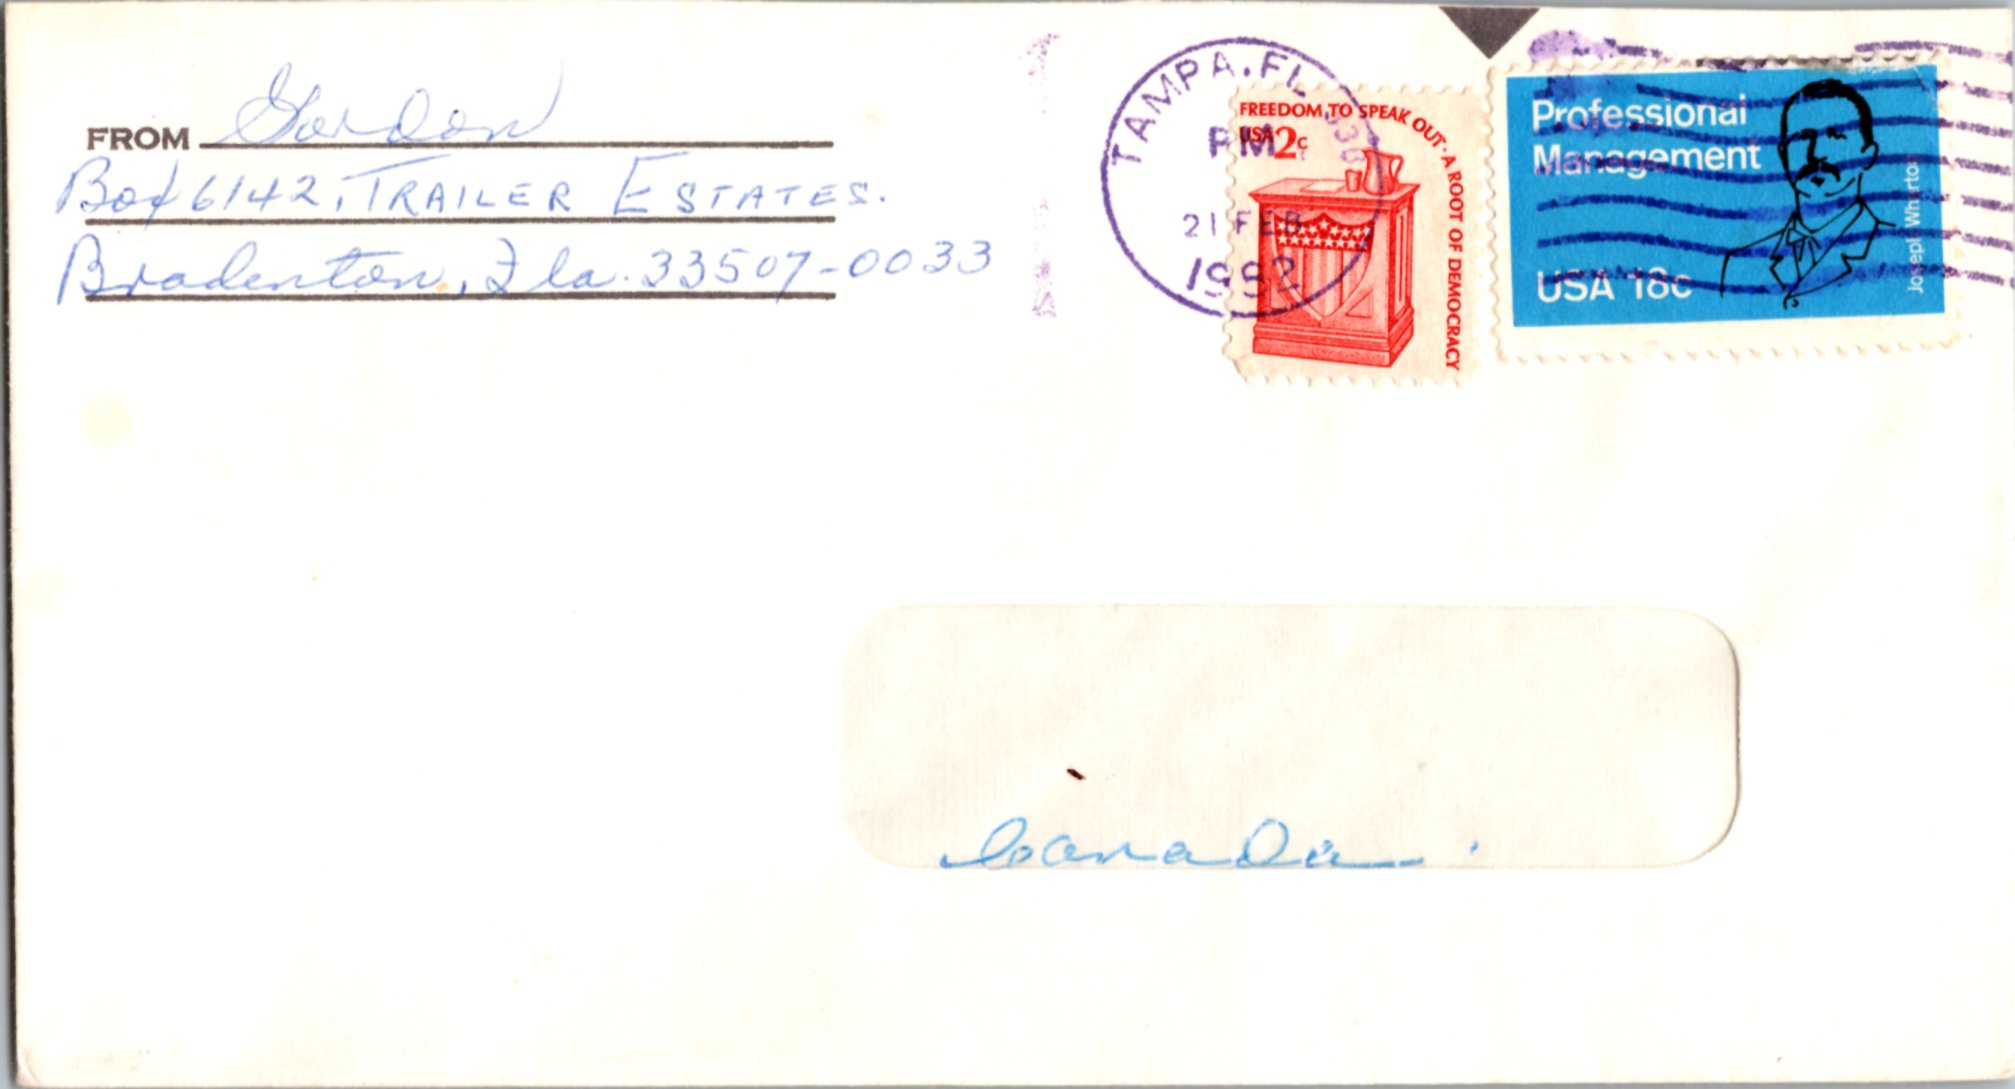 FROM Gordon
Box 6142, TRAILER ESTATES.
Bradenton, Fla. 33507-0033
TAMPA, FL
PM
21 FEB
1982
FREEDOM TO SPEAK OUT · A ROOT OF DEMOCRACY
USA 2c
Professional
Management
USA 18c
Joseph Wharton
Canada.